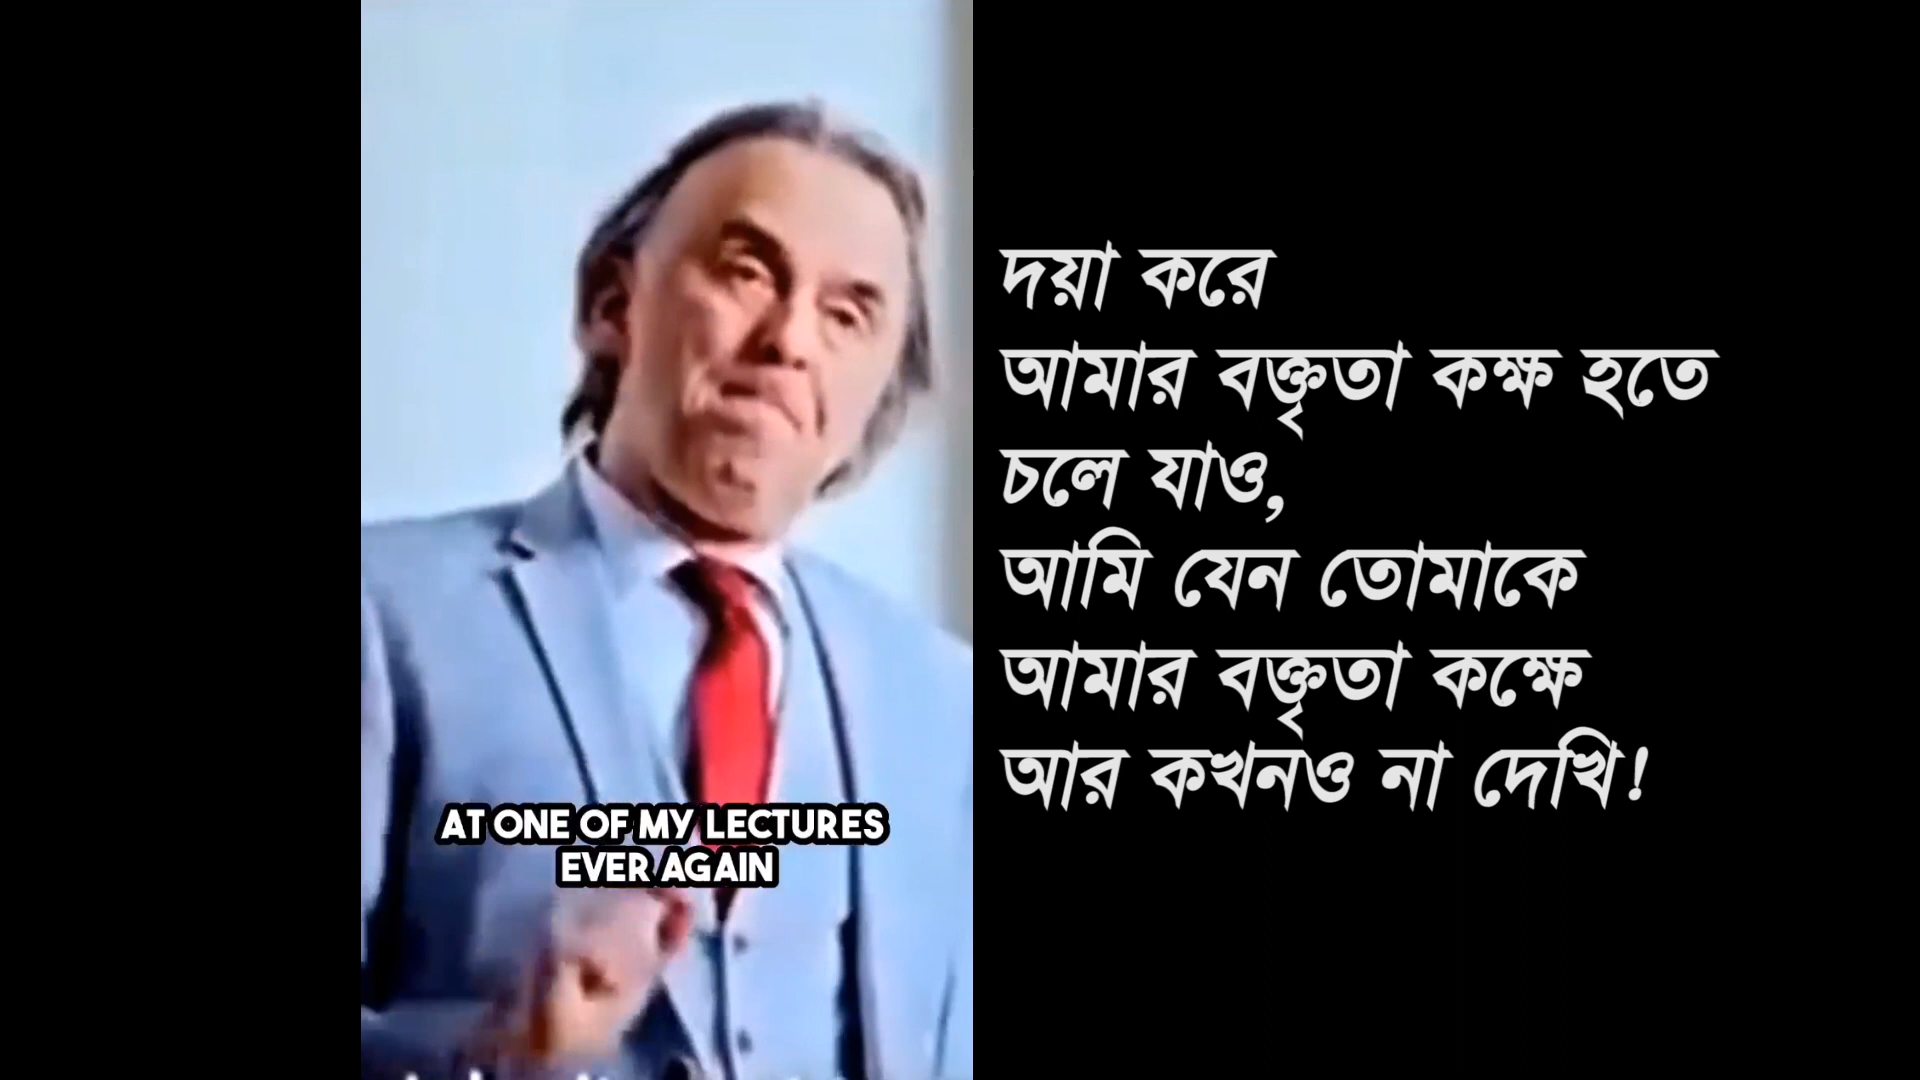 দয়া করে
আমার বক্তৃতা কক্ষ হতে
চলে যাও,
আমি যেন তোমাকে
আমার বক্তৃতা কক্ষে
আর কখনও না দেখি!
AT ONE OF MY LECTURES
EVER AGAIN